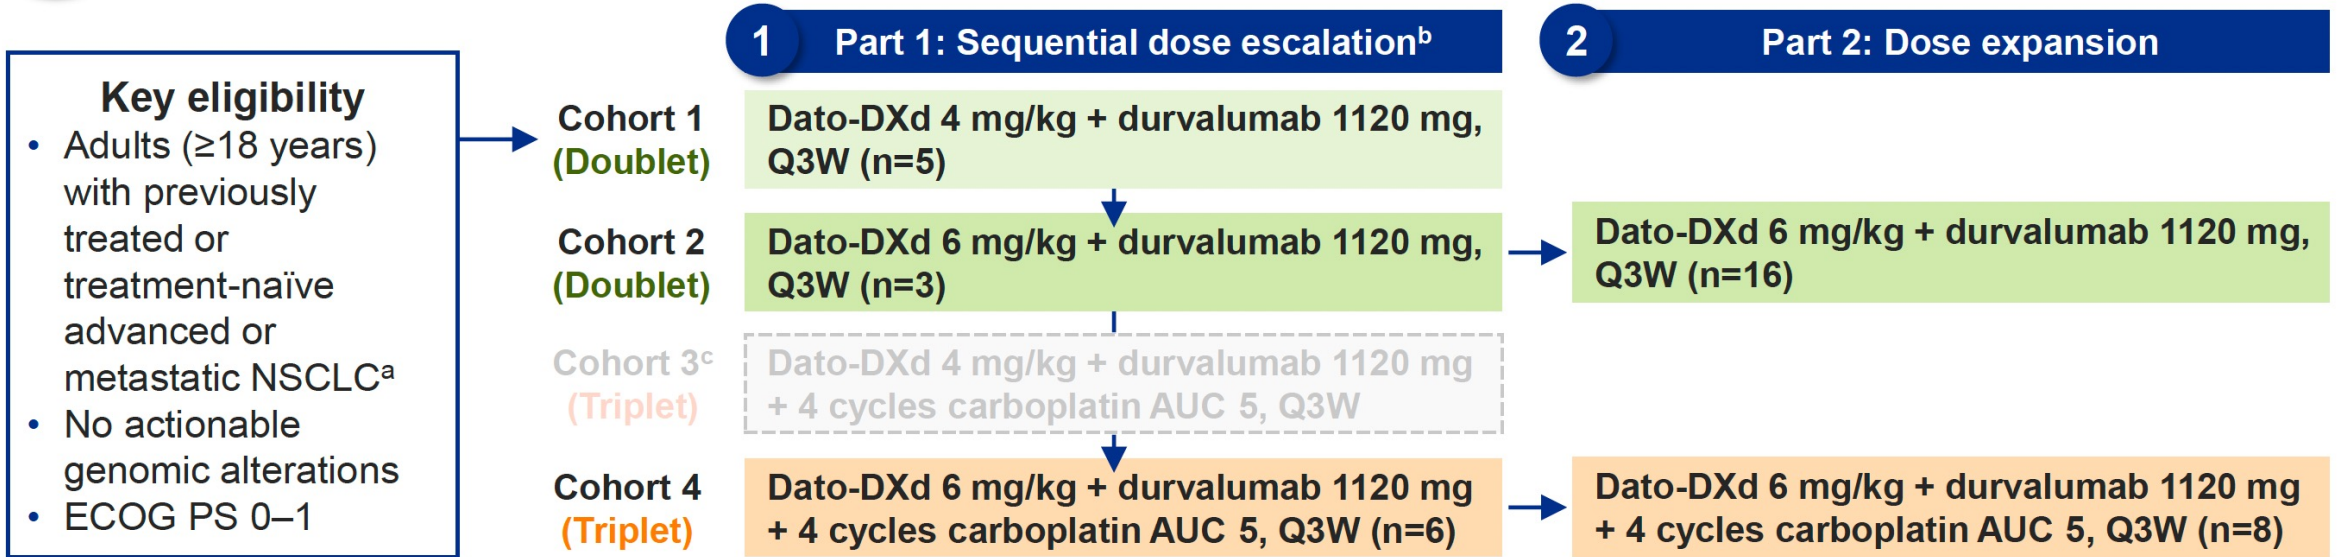 Key eligibility
• Adults (≥18 years)
with previously
treated or
treatment-naïve
advanced or
metastatic NSCLCᵃ
• No actionable
genomic alterations
• ECOG PS 0–1
1 Part 1: Sequential dose escalationᵇ
2 Part 2: Dose expansion
Cohort 1
(Doublet)
Dato-DXd 4 mg/kg + durvalumab 1120 mg,
Q3W (n=5)
Cohort 2
(Doublet)
Dato-DXd 6 mg/kg + durvalumab 1120 mg,
Q3W (n=3)
Dato-DXd 6 mg/kg + durvalumab 1120 mg,
Q3W (n=16)
Cohort 3ᶜ
(Triplet)
Dato-DXd 4 mg/kg + durvalumab 1120 mg
+ 4 cycles carboplatin AUC 5, Q3W
Cohort 4
(Triplet)
Dato-DXd 6 mg/kg + durvalumab 1120 mg
+ 4 cycles carboplatin AUC 5, Q3W (n=6)
Dato-DXd 6 mg/kg + durvalumab 1120 mg
+ 4 cycles carboplatin AUC 5, Q3W (n=8)